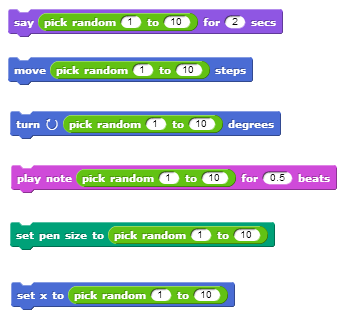 say pick random 1 to 10 for 2 secs
move pick random 1 to 10 steps
turn ↻ pick random 1 to 10 degrees
play note pick random 1 to 10 for 0.5 beats
set pen size to pick random 1 to 10
set x to pick random 1 to 10